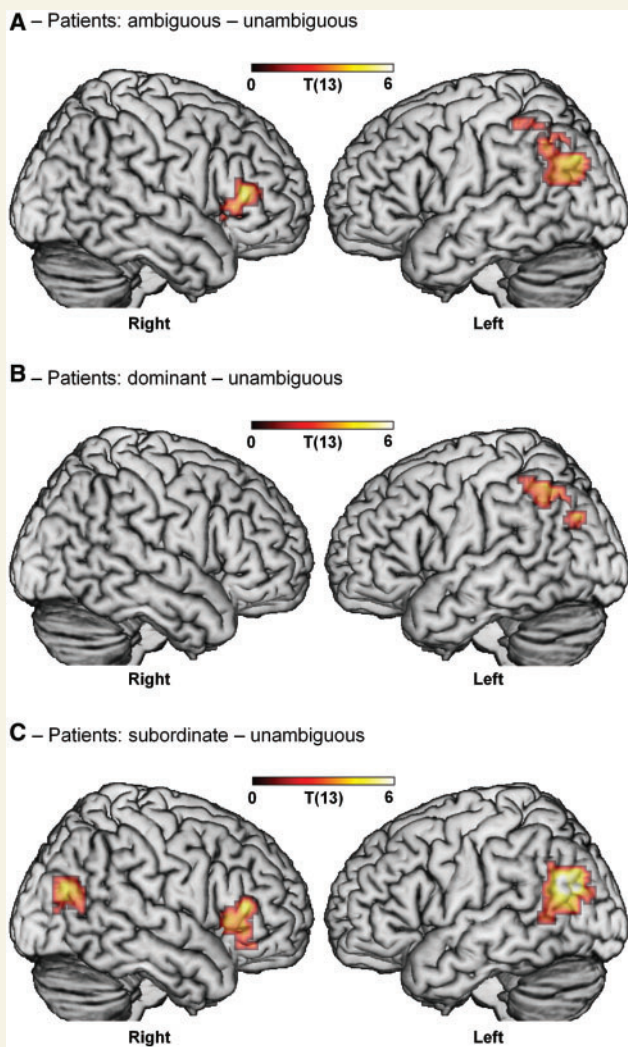 A – Patients: ambiguous – unambiguous
0 T(13) 6
Right Left
B – Patients: dominant – unambiguous
0 T(13) 6
Right Left
C – Patients: subordinate – unambiguous
0 T(13) 6
Right Left